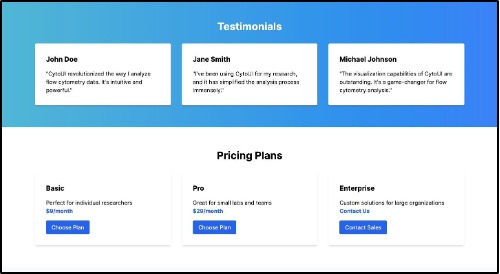 Testimonials
John Doe
"CytoUI revolutionized the way I analyze
flow cytometry data. It's intuitive and
powerful."
Jane Smith
"I've been using CytoUI for my research,
and it has simplified the analysis process
immensely."
Michael Johnson
"The visualization capabilities of CytoUI are
outstanding. It's a game-changer for flow
cytometry analysis."
Pricing Plans
Basic
Perfect for individual researchers
$9/month
Choose Plan
Pro
Great for small labs and teams
$29/month
Choose Plan
Enterprise
Custom solutions for large organizations
Contact Us
Contact Sales